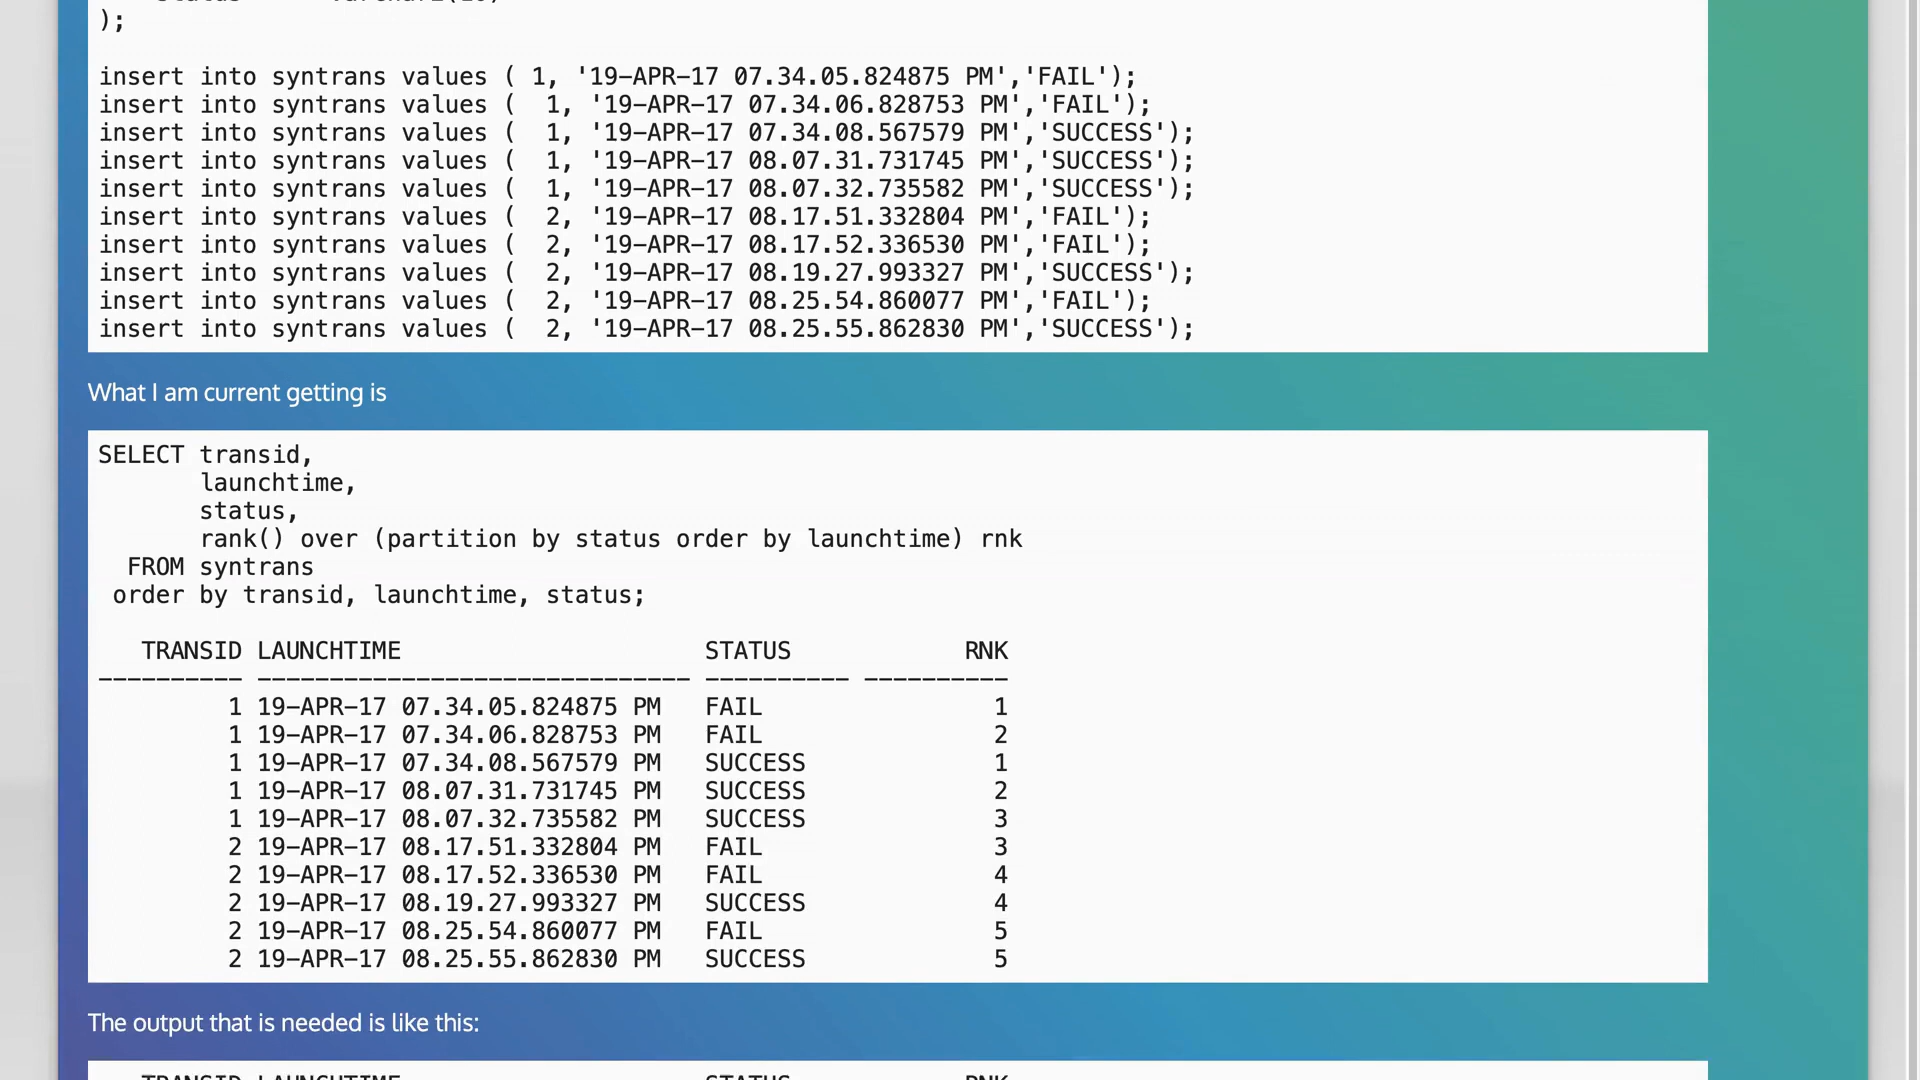 );
insert into syntrans values ( 1, '19-APR-17 07.34.05.824875 PM','FAIL');
insert into syntrans values (  1, '19-APR-17 07.34.06.828753 PM','FAIL');
insert into syntrans values (  1, '19-APR-17 07.34.08.567579 PM','SUCCESS');
insert into syntrans values (  1, '19-APR-17 08.07.31.731745 PM','SUCCESS');
insert into syntrans values (  1, '19-APR-17 08.07.32.735582 PM','SUCCESS');
insert into syntrans values (  2, '19-APR-17 08.17.51.332804 PM','FAIL');
insert into syntrans values (  2, '19-APR-17 08.17.52.336530 PM','FAIL');
insert into syntrans values (  2, '19-APR-17 08.19.27.993327 PM','SUCCESS');
insert into syntrans values (  2, '19-APR-17 08.25.54.860077 PM','FAIL');
insert into syntrans values (  2, '19-APR-17 08.25.55.862830 PM','SUCCESS');
What I am current getting is
SELECT transid,
       launchtime,
       status,
       rank() over (partition by status order by launchtime) rnk
  FROM syntrans
 order by transid, launchtime, status;
   TRANSID LAUNCHTIME                     STATUS            RNK
---------- ------------------------------ ---------- ----------
         1 19-APR-17 07.34.05.824875 PM   FAIL                1
         1 19-APR-17 07.34.06.828753 PM   FAIL                2
         1 19-APR-17 07.34.08.567579 PM   SUCCESS             1
         1 19-APR-17 08.07.31.731745 PM   SUCCESS             2
         1 19-APR-17 08.07.32.735582 PM   SUCCESS             3
         2 19-APR-17 08.17.51.332804 PM   FAIL                3
         2 19-APR-17 08.17.52.336530 PM   FAIL                4
         2 19-APR-17 08.19.27.993327 PM   SUCCESS             4
         2 19-APR-17 08.25.54.860077 PM   FAIL                5
         2 19-APR-17 08.25.55.862830 PM   SUCCESS             5
The output that is needed is like this:
   TRANSID LAUNCHTIME                     STATUS            RNK